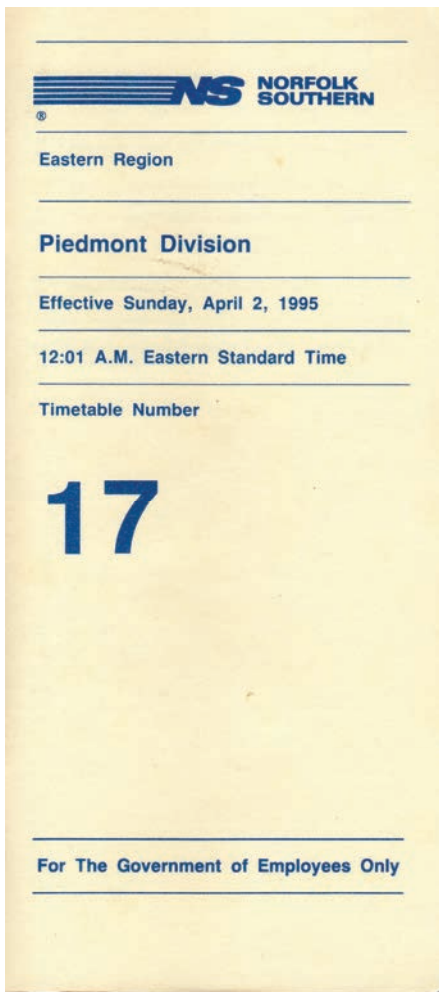 NS NORFOLK
SOUTHERN
®
Eastern Region
Piedmont Division
Effective Sunday, April 2, 1995
12:01 A.M. Eastern Standard Time
Timetable Number
17
For The Government of Employees Only